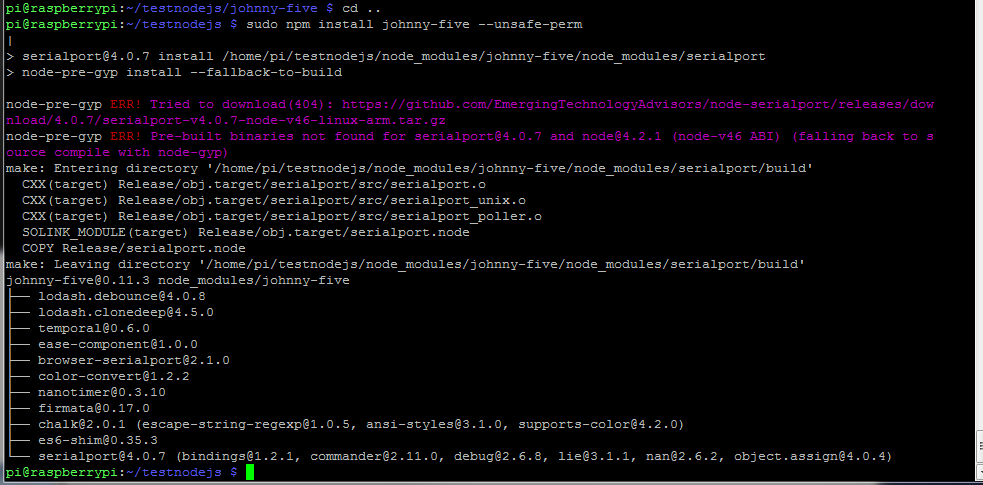 pi@raspberrypi:~/testnodejs/johnny-five $ cd ..
pi@raspberrypi:~/testnodejs $ sudo npm install johnny-five --unsafe-perm
|
> serialport@4.0.7 install /home/pi/testnodejs/node_modules/johnny-five/node_modules/serialport
> node-pre-gyp install --fallback-to-build
node-pre-gyp ERR! Tried to download(404): https://github.com/EmergingTechnologyAdvisors/node-serialport/releases/dow
nload/4.0.7/serialport-v4.0.7-node-v46-linux-arm.tar.gz
node-pre-gyp ERR! Pre-built binaries not found for serialport@4.0.7 and node@4.2.1 (node-v46 ABI) (falling back to s
ource compile with node-gyp)
make: Entering directory '/home/pi/testnodejs/node_modules/johnny-five/node_modules/serialport/build'
  CXX(target) Release/obj.target/serialport/src/serialport.o
  CXX(target) Release/obj.target/serialport/src/serialport_unix.o
  CXX(target) Release/obj.target/serialport/src/serialport_poller.o
  SOLINK_MODULE(target) Release/obj.target/serialport.node
  COPY Release/serialport.node
make: Leaving directory '/home/pi/testnodejs/node_modules/johnny-five/node_modules/serialport/build'
johnny-five@0.11.3 node_modules/johnny-five
├── lodash.debounce@4.0.8
├── lodash.clonedeep@4.5.0
├── temporal@0.6.0
├── ease-component@1.0.0
├── browser-serialport@2.1.0
├── color-convert@1.2.2
├── nanotimer@0.3.10
├── firmata@0.17.0
├── chalk@2.0.1 (escape-string-regexp@1.0.5, ansi-styles@3.1.0, supports-color@4.2.0)
├── es6-shim@0.35.3
└── serialport@4.0.7 (bindings@1.2.1, commander@2.11.0, debug@2.6.8, lie@3.1.1, nan@2.6.2, object.assign@4.0.4)
pi@raspberrypi:~/testnodejs $